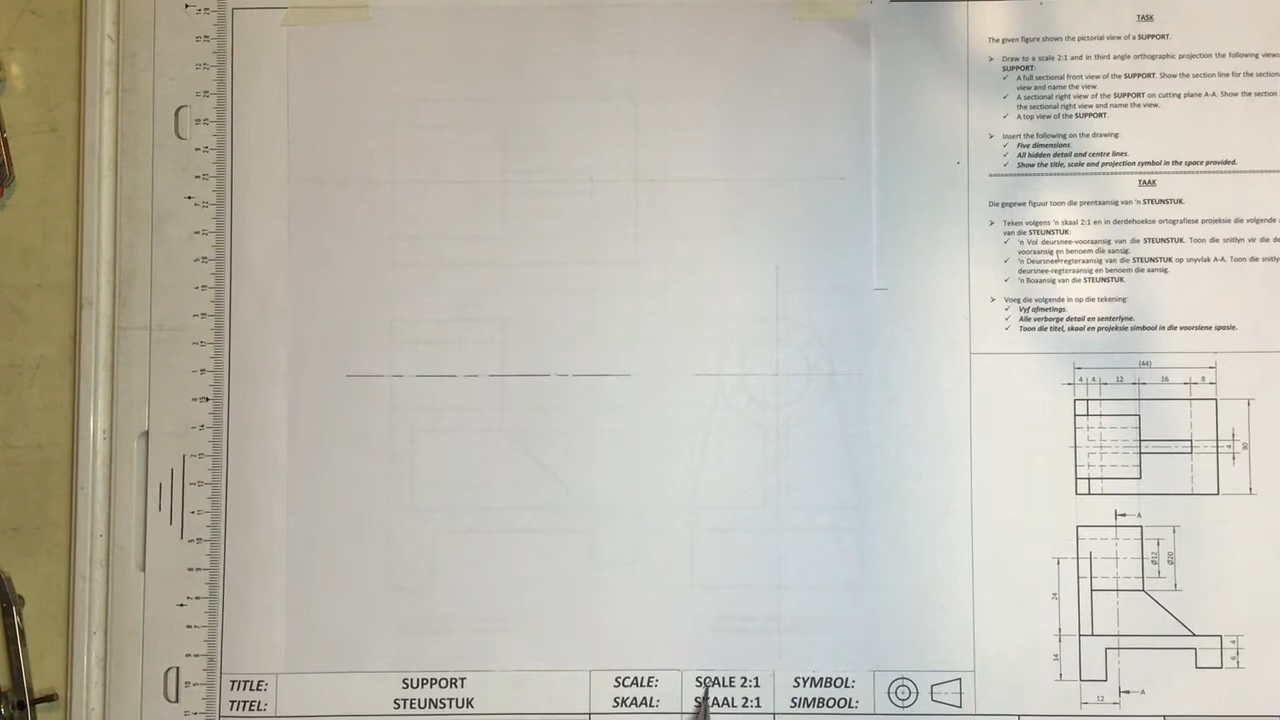 TASK
The given figure shows the pictorial view of a SUPPORT.
➢ Draw to a scale 2:1 and in third angle orthographic projection the following views
SUPPORT:
✓ A full sectional front view of the SUPPORT. Show the section line for the section
view and name the view.
✓ A sectional right view of the SUPPORT on cutting plane A-A. Show the section
the sectional right view and name the view.
✓ A top view of the SUPPORT.
➢ Insert the following on the drawing:
✓ Five dimensions.
✓ All hidden detail and centre lines.
✓ Show the title, scale and projection symbol in the space provided.
TAAK
Die gegewe figuur toon die prentaansig van 'n STEUNSTUK.
➢ Teken volgens 'n skaal 2:1 en in derdehoekse ortografiese projeksie die volgende
van die STEUNSTUK:
✓ 'n Vol deursnee-vooraansig van die STEUNSTUK. Toon die snitlyn vir die de
vooraansig en benoem die aansig.
✓ 'n Deursnee-regteraansig van die STEUNSTUK op snyvlak A-A. Toon die snitly
deursnee-regteraansig en benoem die aansig.
✓ 'n Boaansig van die STEUNSTUK.
➢ Voeg die volgende in op die tekening:
✓ Vyf afmetings.
✓ Alle verborge detail en senterlyne.
✓ Toon die titel, skaal en projeksie simbool in die voorsiene spasie.
(44)
4 4 12 16 8
4
30
A
Ø12
Ø20
24
14
4
6
12
A
TITLE: SUPPORT SCALE: SCALE 2:1 SYMBOL:
TITEL: STEUNSTUK SKAAL: SKAAL 2:1 SIMBOOL: